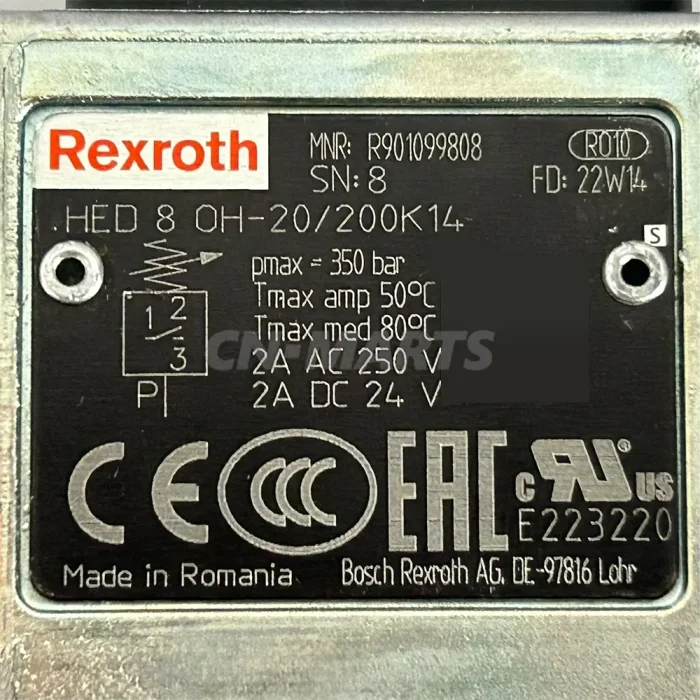 Rexroth
MNR: R901099808
R010
SN: 8
FD: 22W14
HED 8 OH-20/200K14
S
pmax = 350 bar
Tmax amp 50°C
Tmax med 80°C
2A AC 250 V
2A DC 24 V
1 2
3
P
CE CCC EAC c RU US
E223220
Made in Romania
Bosch Rexroth AG, DE-97816 Lohr